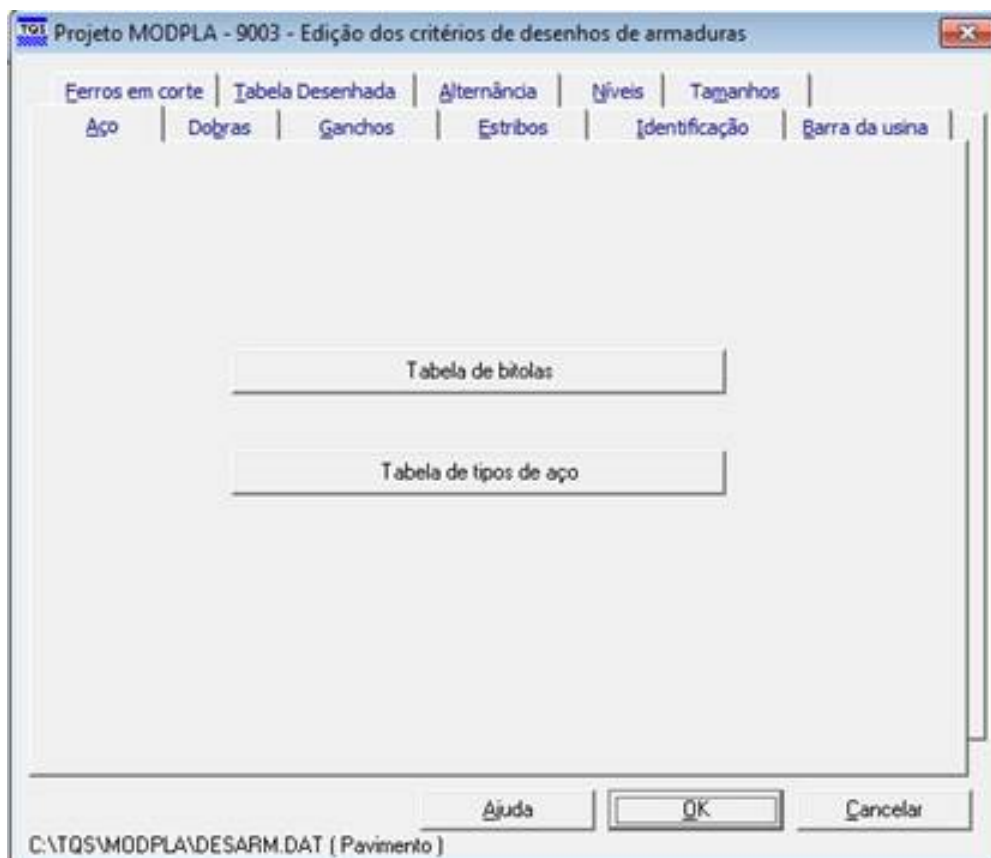 TQS Projeto MODPLA - 9003 - Edição dos critérios de desenhos de armaduras
Ferros em corte Tabela Desenhada Alternância Níveis Tamanhos
Aço Dobras Ganchos Estribos Identificação Barra da usina
Tabela de bitolas
Tabela de tipos de aço
Ajuda OK Cancelar
C:\TQS\MODPLA\DESARM.DAT ( Pavimento )